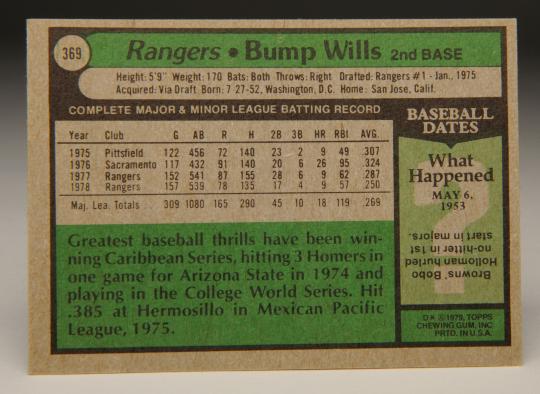 369
Rangers • Bump Wills 2nd BASE
Height: 5'9" Weight: 170 Bats: Both Throws: Right Drafted: Rangers #1 - Jan., 1975
Acquired: Via Draft Born: 7-27-52, Washington, D.C. Home: San Jose, Calif.
COMPLETE MAJOR & MINOR LEAGUE BATTING RECORD
Year Club G AB R H 2B 3B HR RBI AVG.
1975 Pittsfield 122 456 72 140 23 2 9 49 .307
1976 Sacramento 117 432 91 140 20 6 26 95 .324
1977 Rangers 152 541 87 155 28 6 9 62 .287
1978 Rangers 157 539 78 135 17 4 9 57 .250
Maj. Lea. Totals 309 1080 165 290 45 10 18 119 .269
Greatest baseball thrills have been win-
ning Caribbean Series, hitting 3 Homers in
one game for Arizona State in 1974 and
playing in the College World Series. Hit
.385 at Hermosillo in Mexican Pacific
League, 1975.
BASEBALL
DATES
What
Happened
MAY 6,
1953
?
Browns, Bobo
Holloman hurled
no-hitter in 1st
start in majors.
D* © 1979, TOPPS
CHEWING GUM, INC
PRTD. IN U.S.A.